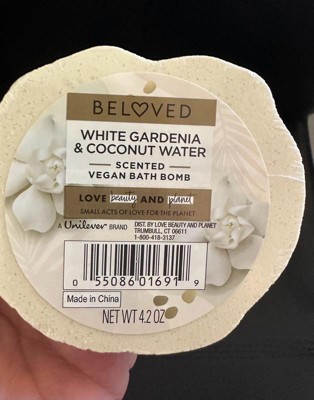 BELOVED
WHITE GARDENIA
& COCONUT WATER
SCENTED
VEGAN BATH BOMB
LOVE beauty AND planet
SMALL ACTS OF LOVE FOR THE PLANET
A Unilever BRAND
DIST. BY LOVE BEAUTY AND PLANET
TRUMBULL, CT 06611
1-800-418-3137
0 55086 01691 9
Made in China
NET WT 4.2 OZ